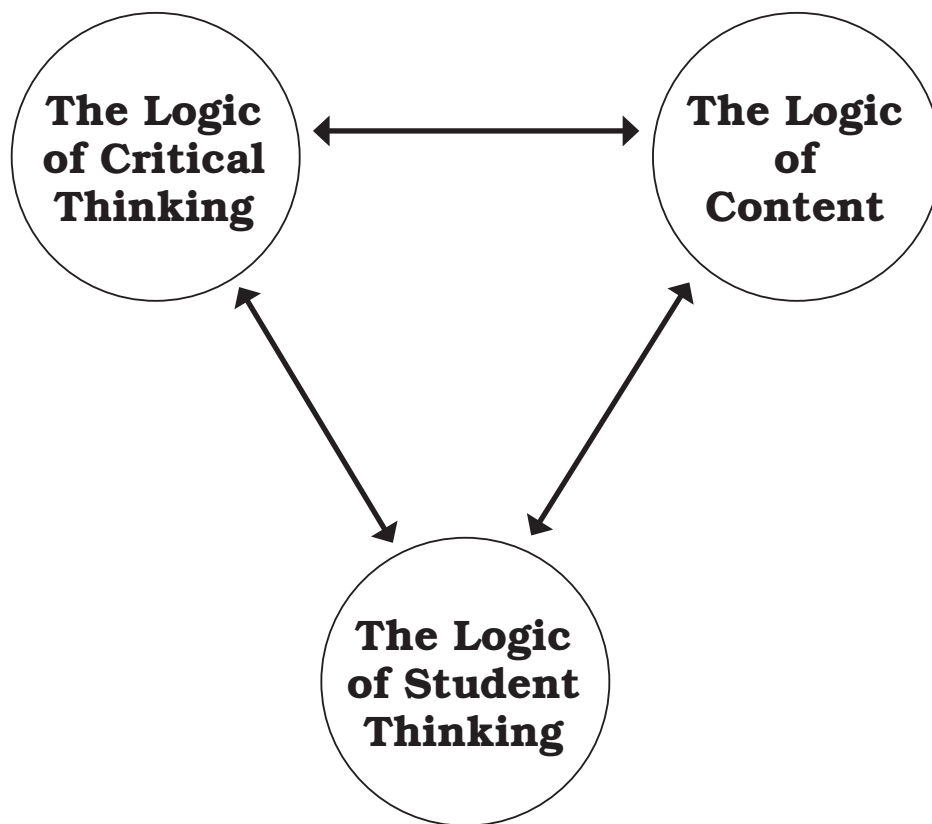 The Logic
of Critical
Thinking
The Logic
of
Content
The Logic
of Student
Thinking